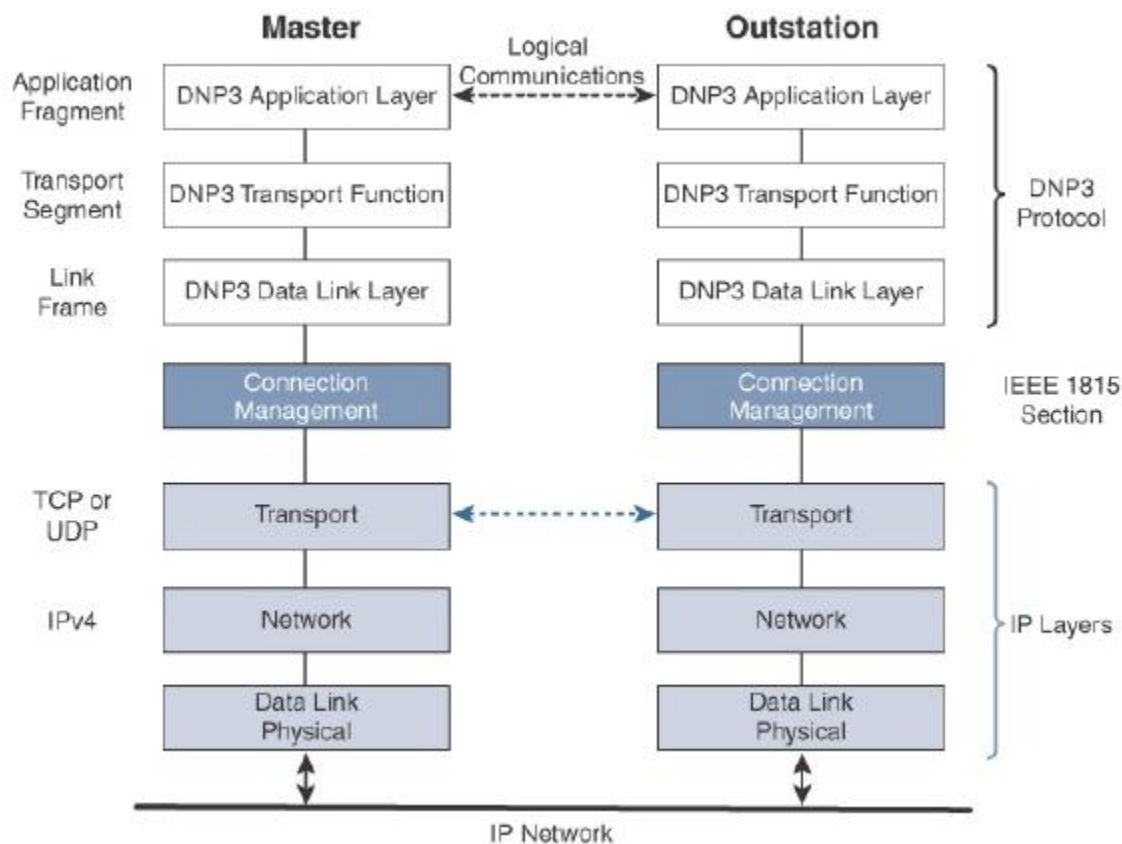 Master
Outstation
Logical
Communications
Application
Fragment
DNP3 Application Layer
DNP3 Application Layer
Transport
Segment
DNP3 Transport Function
DNP3 Transport Function
DNP3
Protocol
Link
Frame
DNP3 Data Link Layer
DNP3 Data Link Layer
Connection
Management
Connection
Management
IEEE 1815
Section
TCP or
UDP
Transport
Transport
IPv4
Network
Network
IP Layers
Data Link
Physical
Data Link
Physical
IP Network